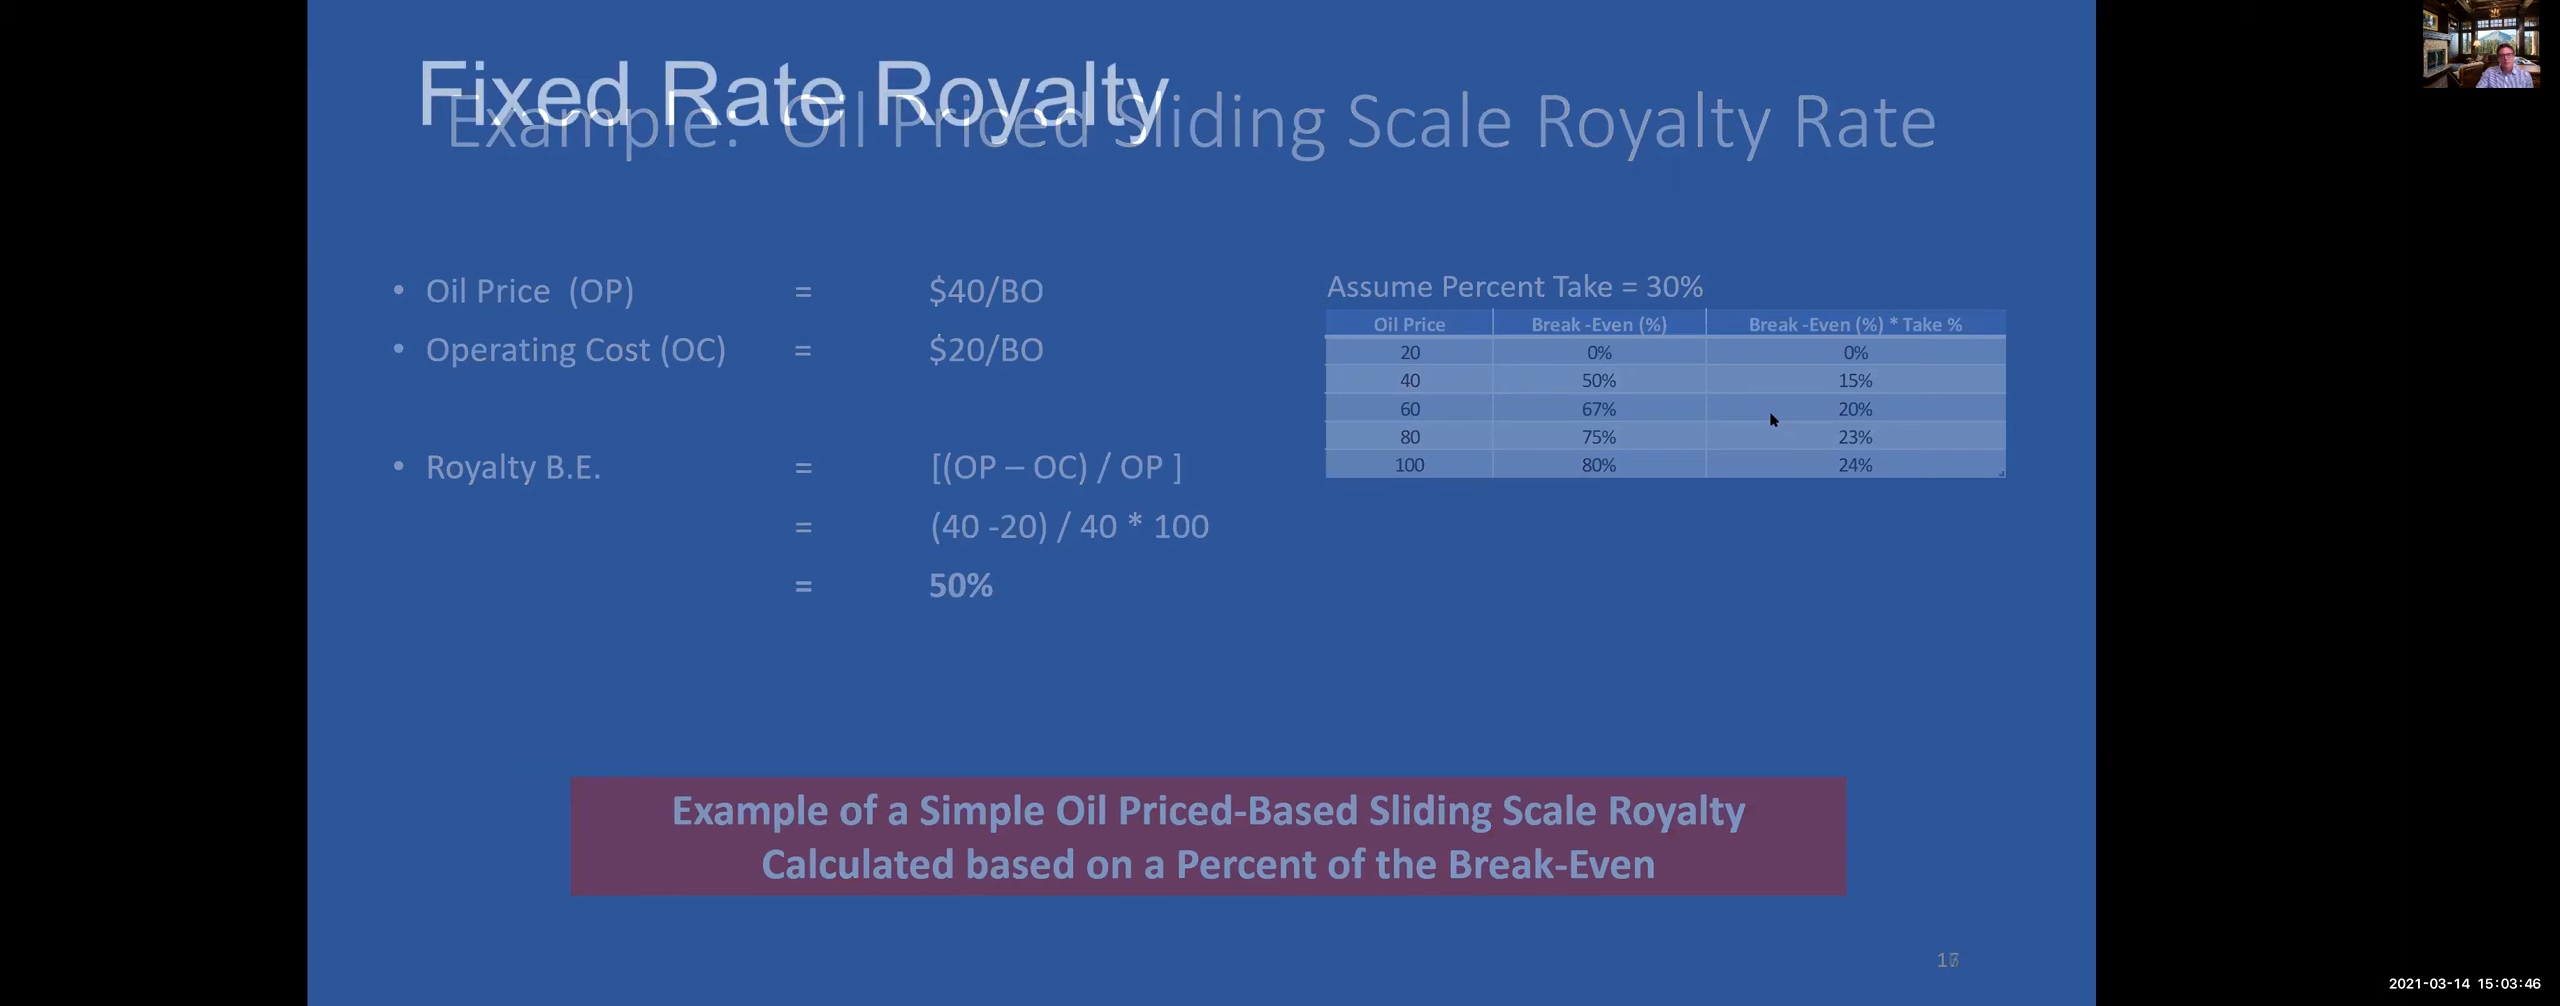 Fixed Rate Royalty
Example: Oil Priced Sliding Scale Royalty Rate
• Oil Price (OP) = $40/BO
• Operating Cost (OC) = $20/BO
• Royalty B.E. = [(OP – OC) / OP ]
= (40 -20) / 40 * 100
= 50%
Assume Percent Take = 30%
Oil Price Break -Even (%) Break -Even (%) * Take %
20 0% 0%
40 50% 15%
60 67% 20%
80 75% 23%
100 80% 24%
Example of a Simple Oil Priced-Based Sliding Scale Royalty
Calculated based on a Percent of the Break-Even
2021-03-14 15:03:46